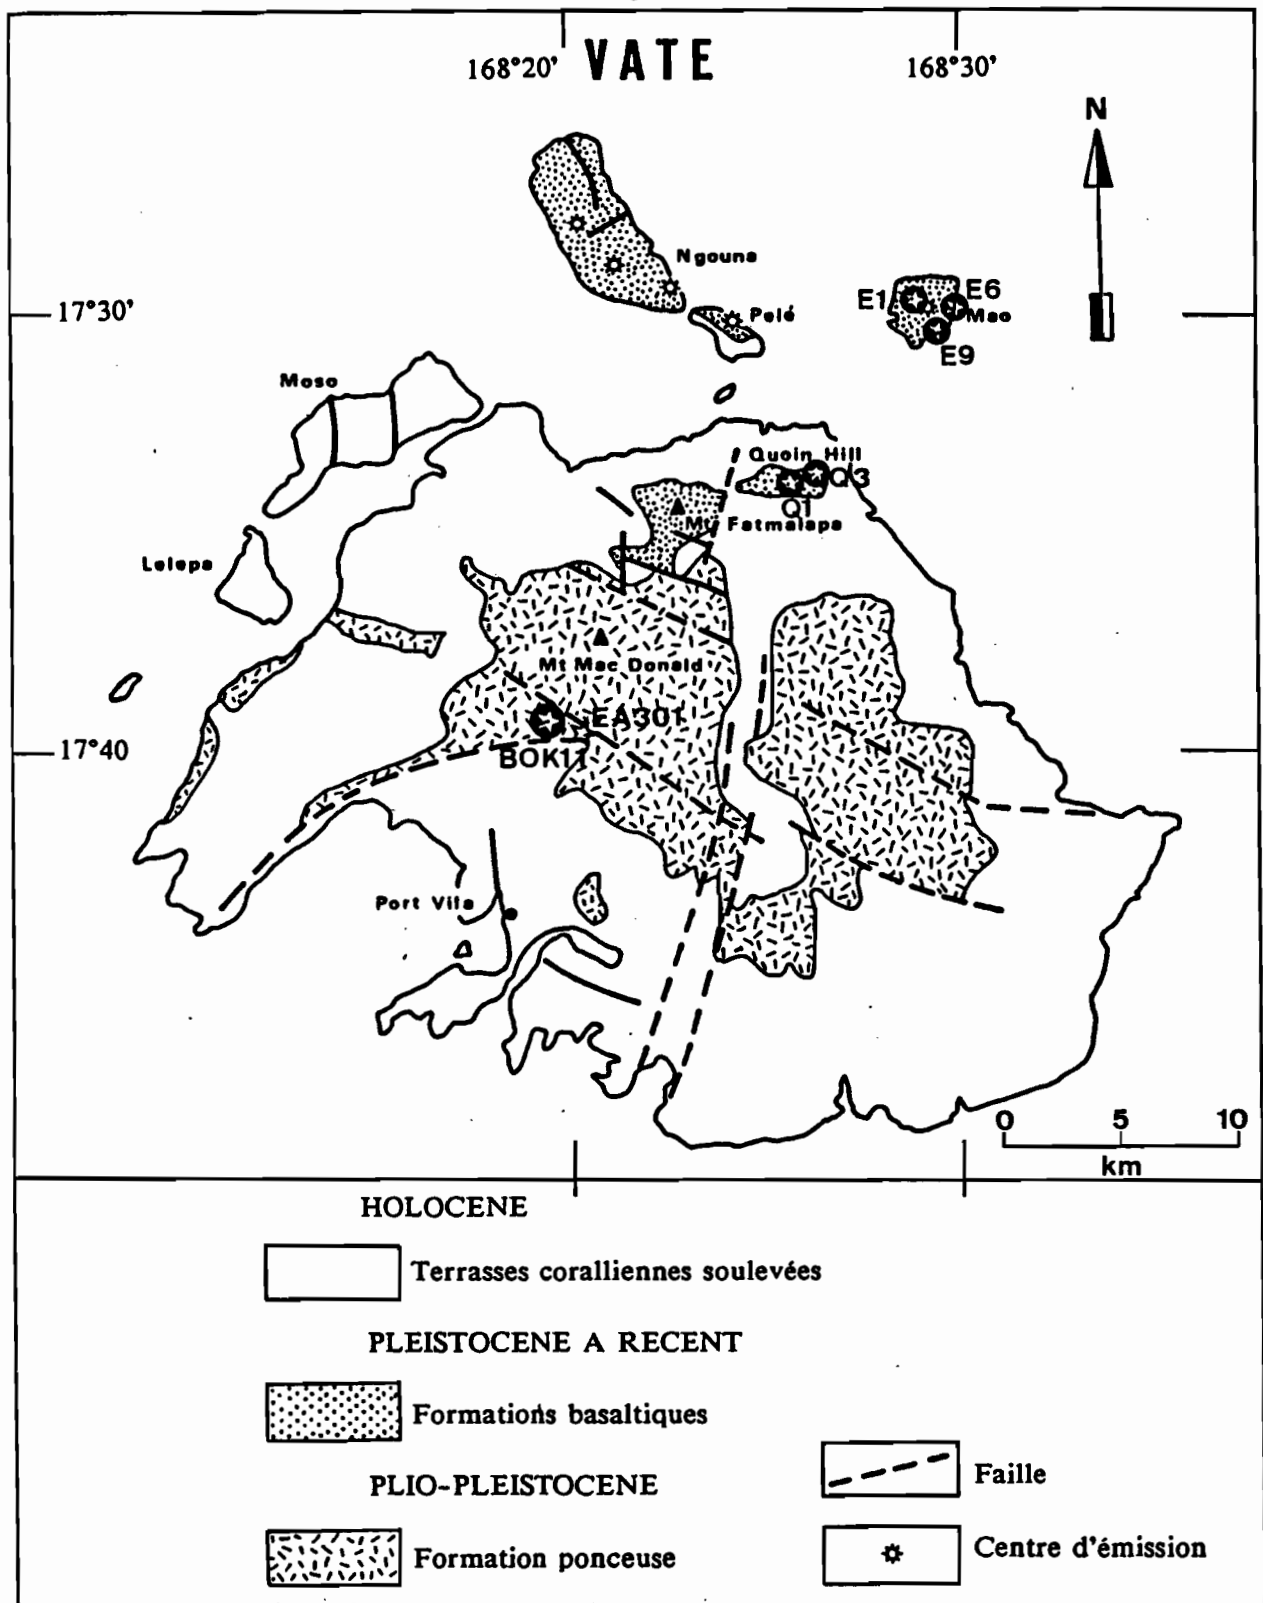 VATE
168°20'
168°30'
N
Ngouna
E1
E6
17°30'
Pelé
Mao
E9
Moso
Quoin Hill
Q3
Q1
Mt Fatmalapa
Lelepa
Mt Mac Donald
EA301
17°40
BOK11
Port Vila
0 5 10
km
HOLOCENE
Terrasses coralliennes soulevées
PLEISTOCENE A RECENT
Formations basaltiques
PLIO-PLEISTOCENE
Faille
Formation ponceuse
Centre d'émission